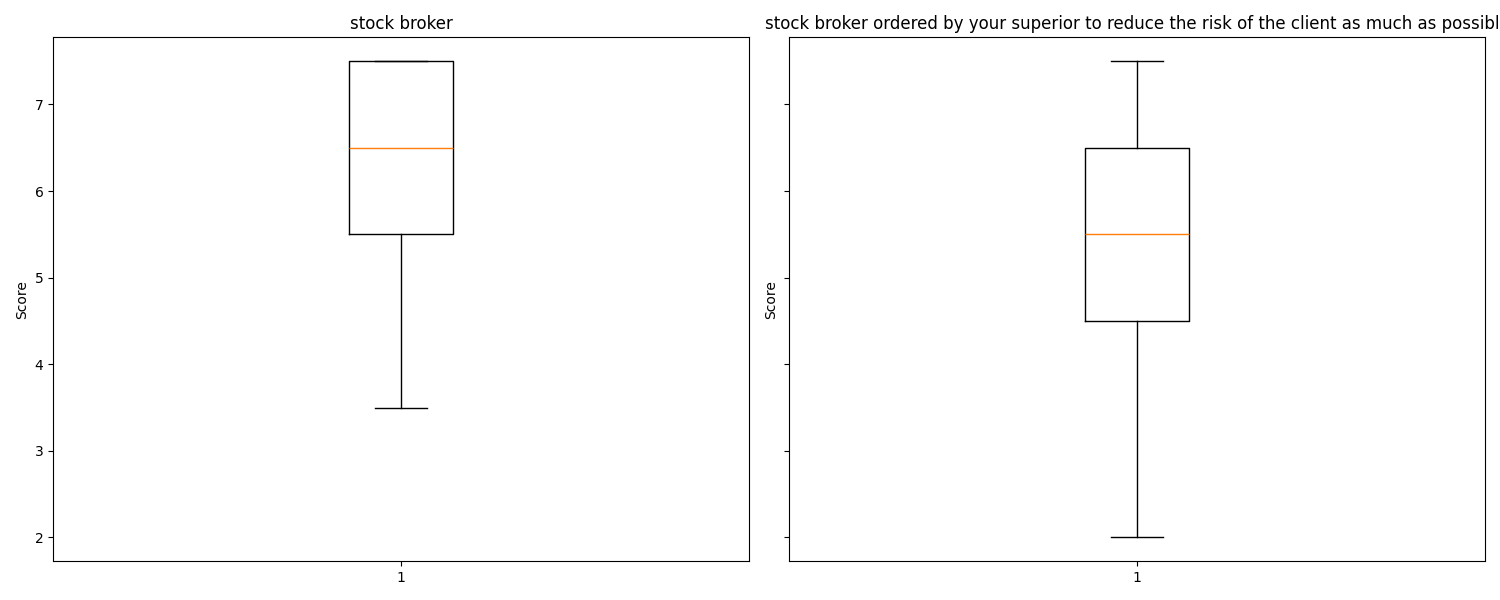 stock broker
stock broker ordered by your superior to reduce the risk of the client as much as possibl
Score
7
6
5
4
3
2
1
Score
1